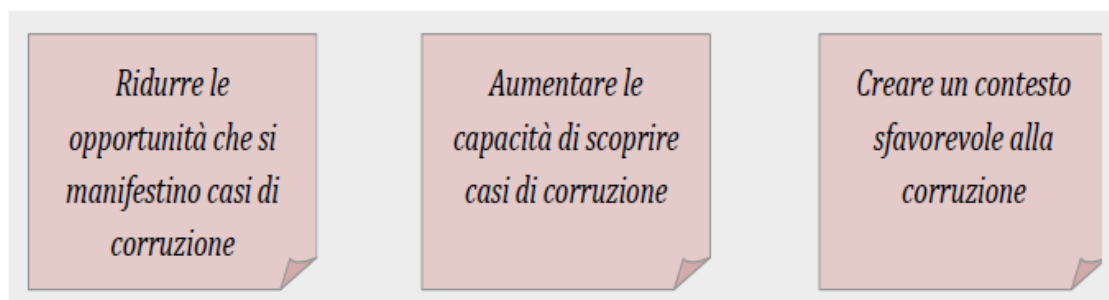 Ridurre le
opportunità che si
manifestino casi di
corruzione
Aumentare le
capacità di scoprire
casi di corruzione
Creare un contesto
sfavorevole alla
corruzione